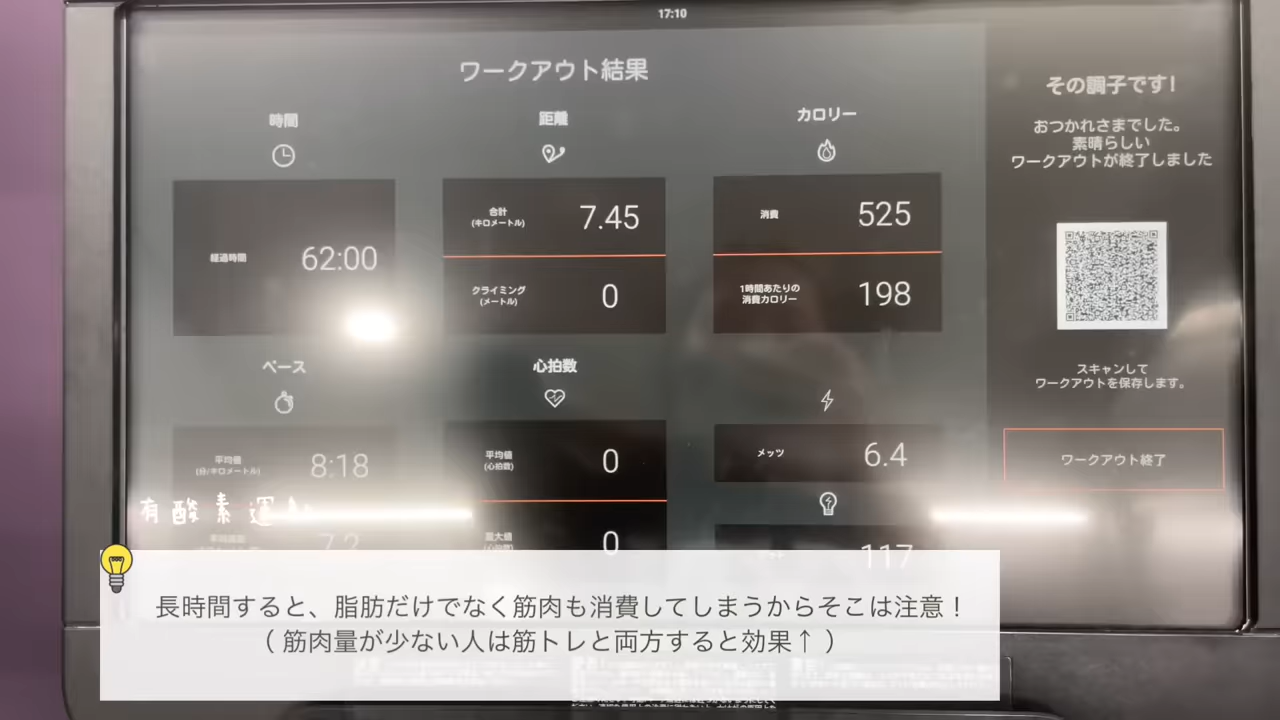 17:10
ワークアウト結果
時間
経過時間
62:00
距離
合計
(キロメートル)
7.45
クライミング
(メートル)
0
カロリー
消費
525
1時間あたりの
消費カロリー
198
ペース
平均値
(分/キロメートル)
8:18
7.2
心拍数
平均値
(心拍数)
0
最大値
0
メッツ
6.4
117
その調子です!
おつかれさまでした。
素晴らしい
ワークアウトが終了しました
スキャンして
ワークアウトを保存します。
ワークアウト終了
有酸素運
長時間すると、脂肪だけでなく筋肉も消費してしまうからそこは注意！
（筋肉量が少ない人は筋トレと両方すると効果↑）